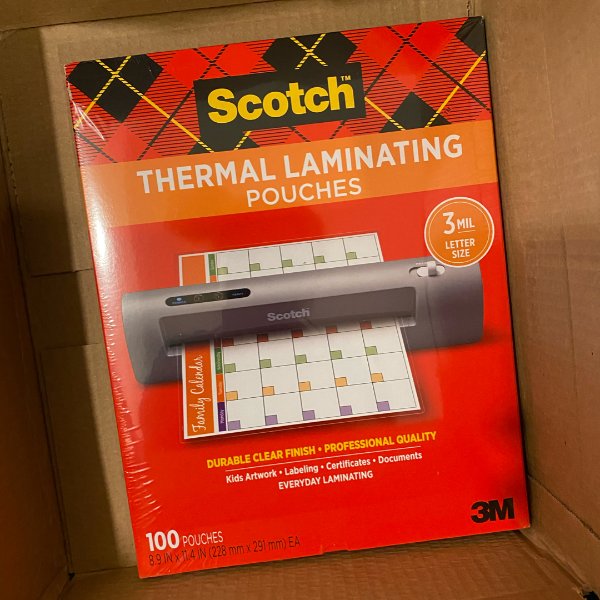 Scotch™
THERMAL LAMINATING
POUCHES
3 MIL
LETTER
SIZE
Scotch
Family Calendar
DURABLE CLEAR FINISH • PROFESSIONAL QUALITY
Kids Artwork • Labeling • Certificates • Documents
EVERYDAY LAMINATING
100 POUCHES
8.9 IN x 11.4 IN (228 mm x 291 mm) EA
3M